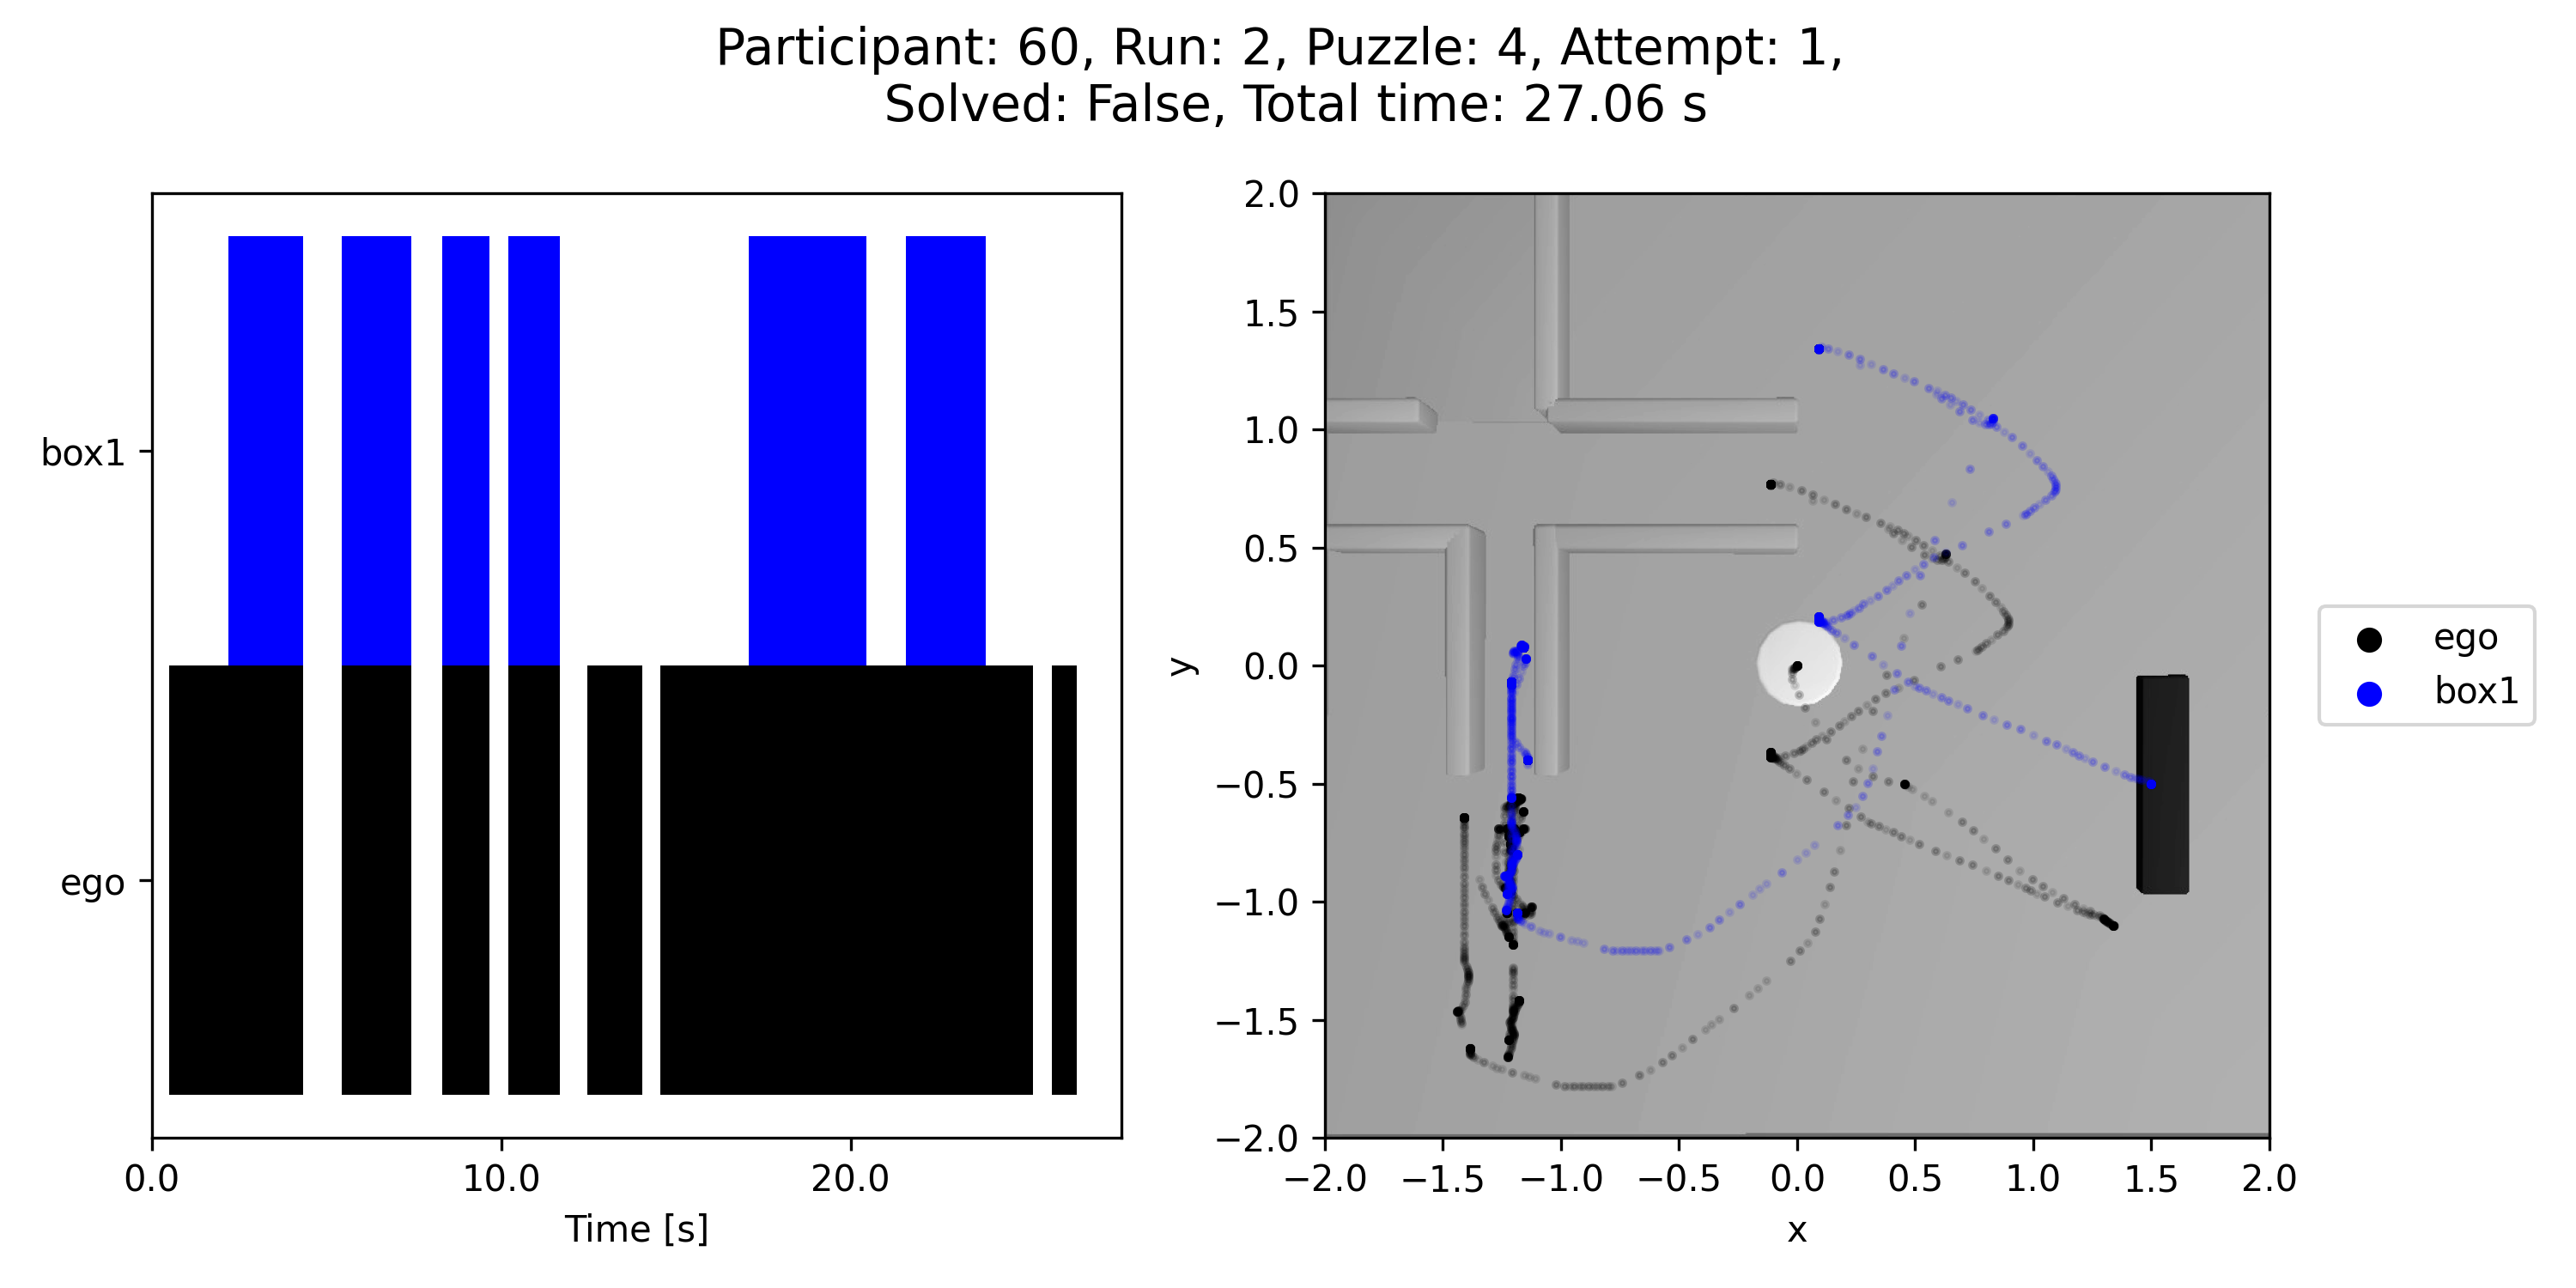 Participant: 60, Run: 2, Puzzle: 4, Attempt: 1,
Solved: False, Total time: 27.06 s
box1
ego
0.0 10.0 20.0
Time [s]
2.0
1.5
1.0
0.5
0.0
−0.5
−1.0
−1.5
−2.0
y
−2.0 −1.5 −1.0 −0.5 0.0 0.5 1.0 1.5 2.0
x
ego
box1